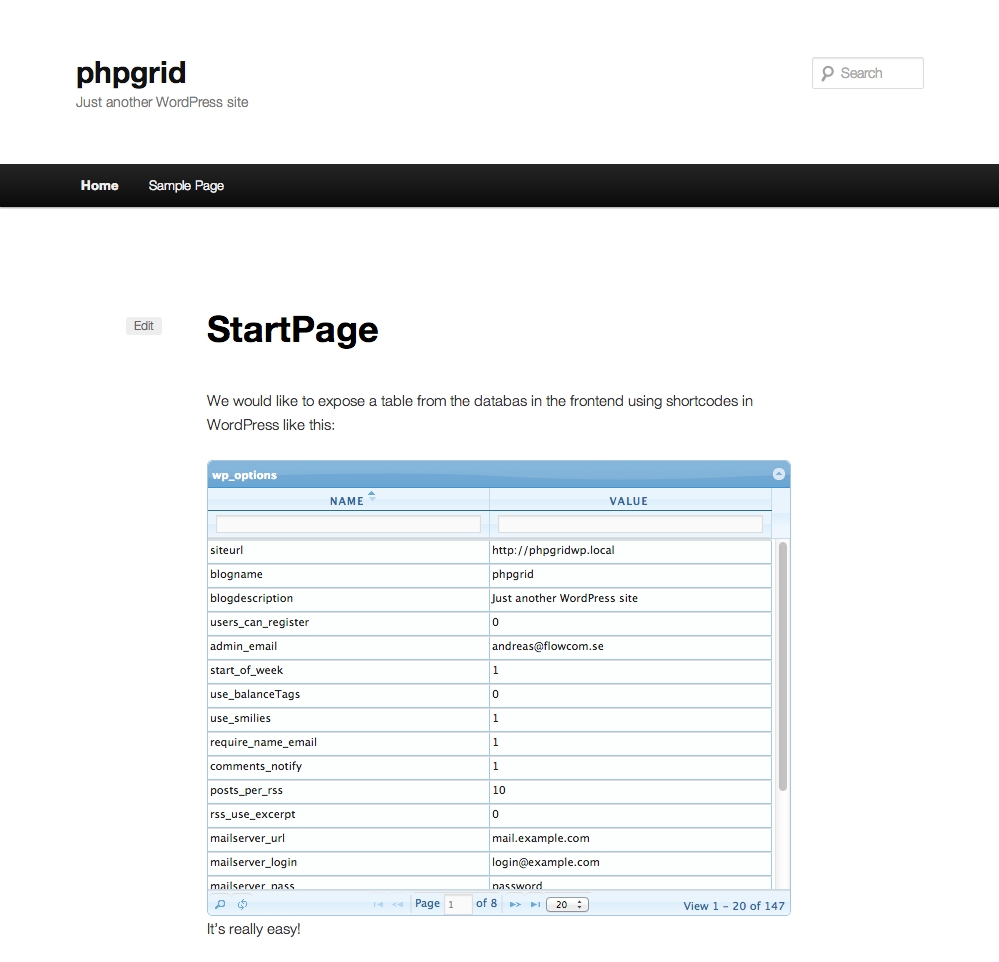 phpgrid
Just another WordPress site
Search
Home Sample Page
Edit
StartPage
We would like to expose a table from the databas in the frontend using shortcodes in
WordPress like this:
wp_options
NAME VALUE
siteurl http://phpgridwp.local
blogname phpgrid
blogdescription Just another WordPress site
users_can_register 0
admin_email andreas@flowcom.se
start_of_week 1
use_balanceTags 0
use_smilies 1
require_name_email 1
comments_notify 1
posts_per_rss 10
rss_use_excerpt 0
mailserver_url mail.example.com
mailserver_login login@example.com
mailserver_pass password
Page 1 of 8 20 View 1 - 20 of 147
It's really easy!